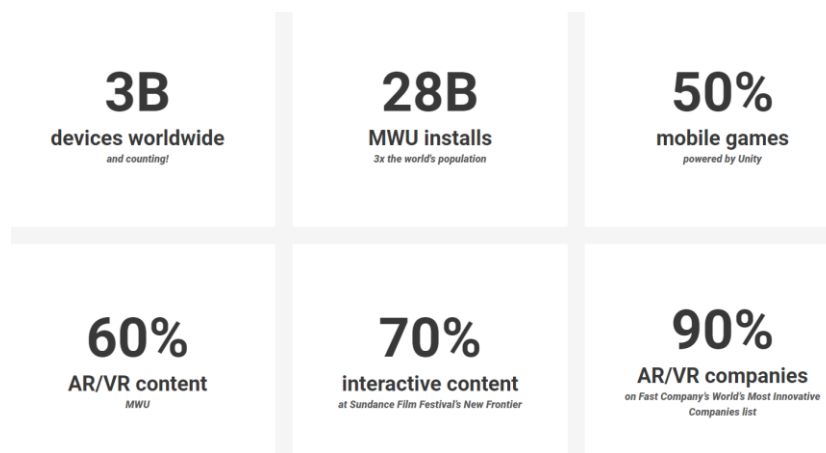 3B
devices worldwide
and counting!
28B
MWU installs
3x the world's population
50%
mobile games
powered by Unity
60%
AR/VR content
MWU
70%
interactive content
at Sundance Film Festival's New Frontier
90%
AR/VR companies
on Fast Company's World's Most Innovative
Companies list